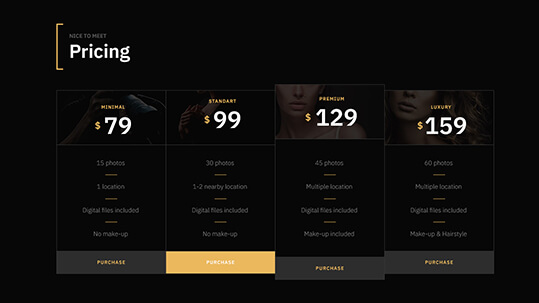 NICE TO MEET
Pricing
MINIMAL
$79
15 photos
1 location
Digital files included
No make-up
PURCHASE
STANDART
$99
30 photos
1-2 nearby location
Digital files included
No make-up
PURCHASE
PREMIUM
$129
45 photos
Multiple location
Digital files included
Make-up included
PURCHASE
LUXURY
$159
60 photos
Multiple location
Digital files included
Make-up & Hairstyle
PURCHASE